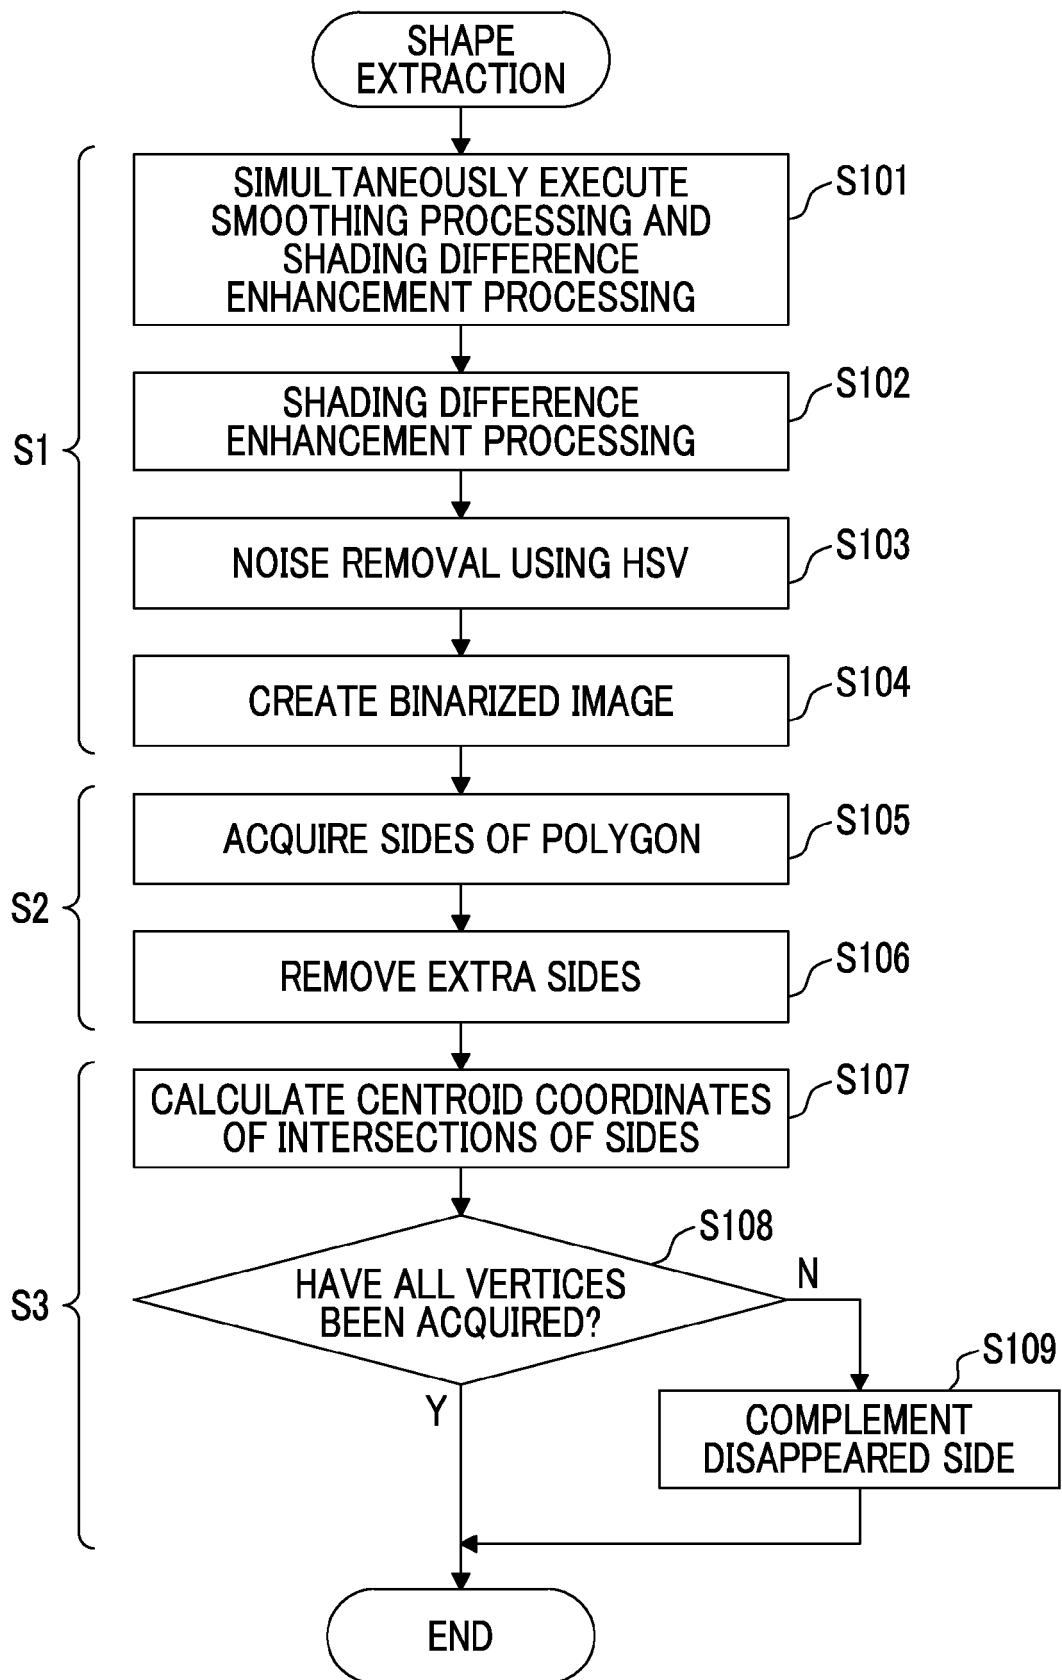 SHAPE
EXTRACTION
SIMULTANEOUSLY EXECUTE
SMOOTHING PROCESSING AND
SHADING DIFFERENCE
ENHANCEMENT PROCESSING
S101
SHADING DIFFERENCE
ENHANCEMENT PROCESSING
S102
S1
NOISE REMOVAL USING HSV
S103
CREATE BINARIZED IMAGE
S104
ACQUIRE SIDES OF POLYGON
S105
S2
REMOVE EXTRA SIDES
S106
CALCULATE CENTROID COORDINATES
OF INTERSECTIONS OF SIDES
S107
S108
HAVE ALL VERTICES
BEEN ACQUIRED?
N
S3
Y
S109
COMPLEMENT
DISAPPEARED SIDE
END